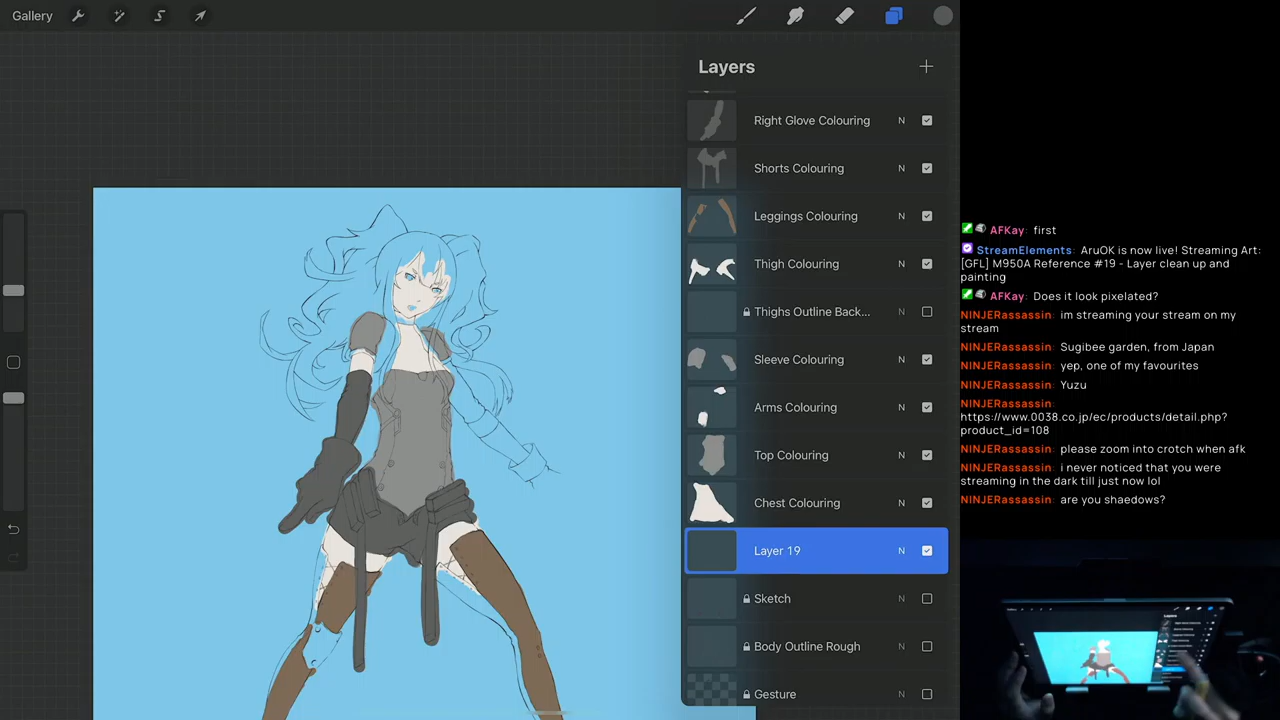 Gallery
Layers
Right Glove Colouring N
Shorts Colouring N
Leggings Colouring N
Thigh Colouring N
Thighs Outline Back... N
Sleeve Colouring N
Arms Colouring N
Top Colouring N
Chest Colouring N
Layer 19 N
Sketch N
Body Outline Rough N
Gesture N
AFKay: first
StreamElements: AruOK is now live! Streaming Art:
[GFL] M950A Reference #19 - Layer clean up and
painting
AFKay: Does it look pixelated?
NINJERassassin: im streaming your stream on my
stream
NINJERassassin: Sugibee garden, from Japan
NINJERassassin: yep, one of my favourites
NINJERassassin: Yuzu
NINJERassassin:
https://www.0038.co.jp/ec/products/detail.php?
product_id=108
NINJERassassin: please zoom into crotch when afk
NINJERassassin: i never noticed that you were
streaming in the dark till just now lol
NINJERassassin: are you shaedows?